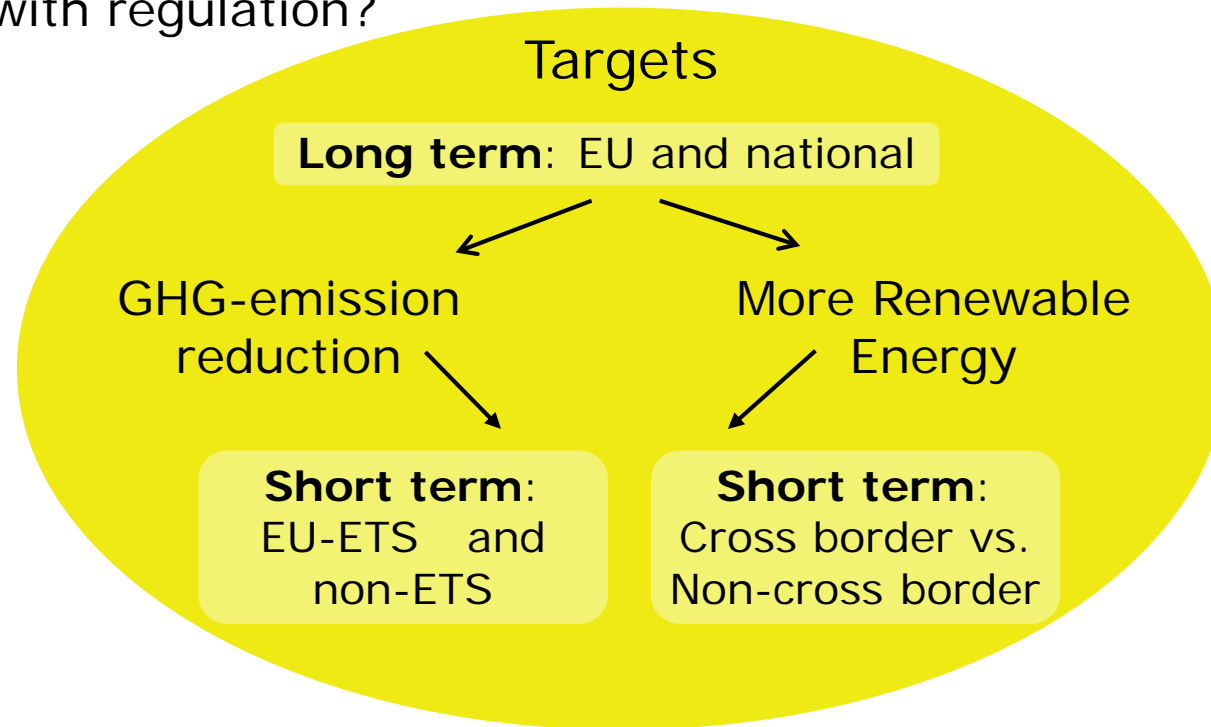 with regulation?
Targets
Long term: EU and national
GHG-emission
reduction
More Renewable
Energy
Short term:
EU-ETS and
non-ETS
Short term:
Cross border vs.
Non-cross border